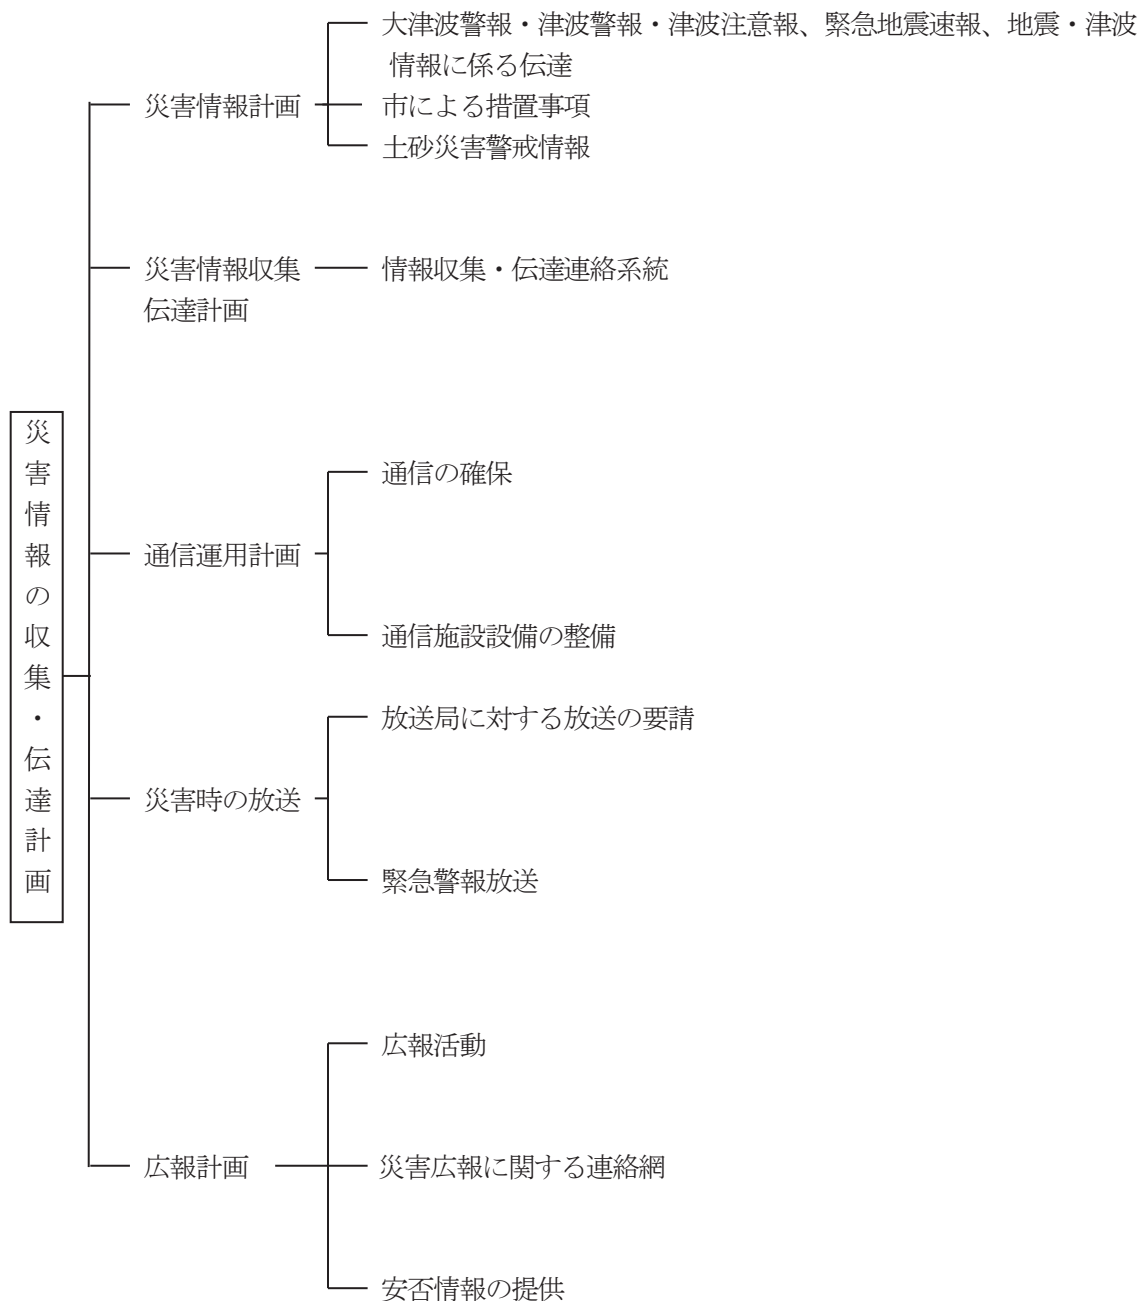 大津波警報・津波警報・津波注意報、緊急地震速報、地震・津波
情報に係る伝達
災害情報計画
市による措置事項
土砂災害警戒情報
災害情報収集
伝達計画
情報収集・伝達連絡系統
災害情報の収集・伝達計画
通信の確保
通信運用計画
通信施設設備の整備
放送局に対する放送の要請
災害時の放送
緊急警報放送
広報活動
広報計画
災害広報に関する連絡網
安否情報の提供